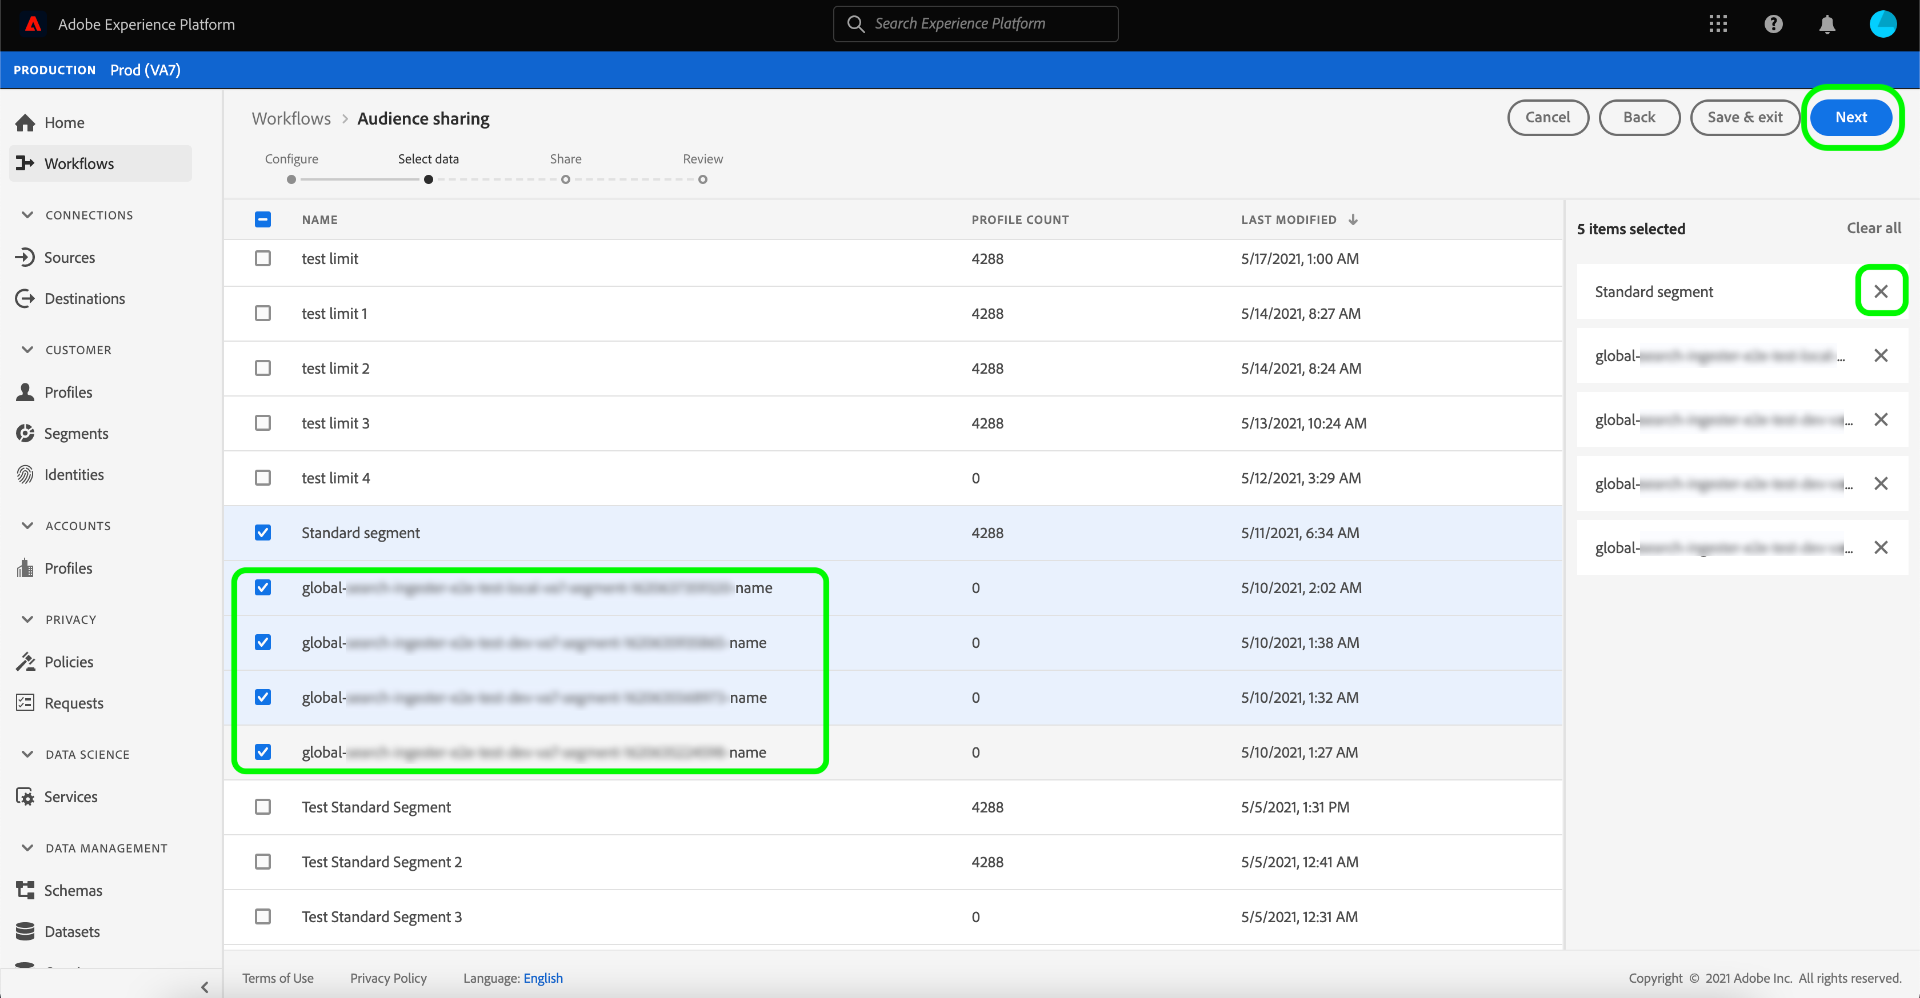 Adobe Experience Platform
Search Experience Platform
PRODUCTION Prod (VA7)
Home
Workflows
CONNECTIONS
Sources
Destinations
CUSTOMER
Profiles
Segments
Identities
ACCOUNTS
Profiles
PRIVACY
Policies
Requests
DATA SCIENCE
Services
DATA MANAGEMENT
Schemas
Datasets
Workflows > Audience sharing
Cancel Back Save & exit Next
Configure Select data Share Review
NAME PROFILE COUNT LAST MODIFIED
test limit 4288 5/17/2021, 1:00 AM
test limit 1 4288 5/14/2021, 8:27 AM
test limit 2 4288 5/14/2021, 8:24 AM
test limit 3 4288 5/13/2021, 10:24 AM
test limit 4 0 5/12/2021, 3:29 AM
Standard segment 4288 5/11/2021, 6:34 AM
global- name 0 5/10/2021, 2:02 AM
global- name 0 5/10/2021, 1:38 AM
global- name 0 5/10/2021, 1:32 AM
global- name 0 5/10/2021, 1:27 AM
Test Standard Segment 4288 5/5/2021, 1:31 PM
Test Standard Segment 2 4288 5/5/2021, 12:41 AM
Test Standard Segment 3 0 5/5/2021, 12:31 AM
5 items selected Clear all
Standard segment
global- ...
global- ...
global- ...
global- ...
Terms of Use Privacy Policy Language: English
Copyright © 2021 Adobe Inc. All rights reserved.